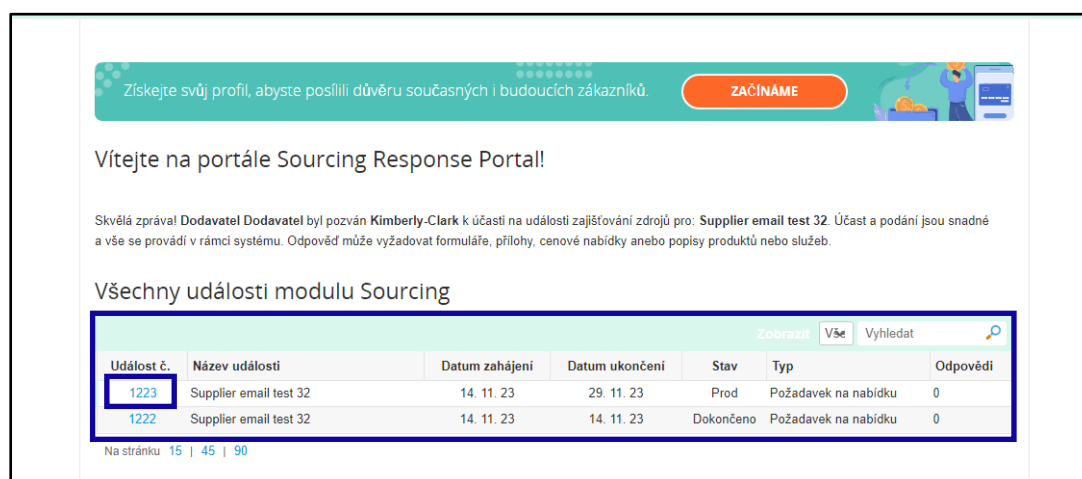 Získejte svůj profil, abyste posílili důvěru současných i budoucích zákazníků. ZAČÍNÁME
Vítejte na portále Sourcing Response Portal!
Skvělá zpráva! Dodavatel Dodavatel byl pozván Kimberly-Clark k účasti na události zajišťování zdrojů pro: Supplier email test 32. Účast a podání jsou snadné
a vše se provádí v rámci systému. Odpověď může vyžadovat formuláře, přílohy, cenové nabídky anebo popisy produktů nebo služeb.
Všechny události modulu Sourcing
Zobrazit Vše Vyhledat
Událost č. Název události Datum zahájení Datum ukončení Stav Typ Odpovědi
1223 Supplier email test 32 14. 11. 23 29. 11. 23 Prod Požadavek na nabídku 0
1222 Supplier email test 32 14. 11. 23 14. 11. 23 Dokončeno Požadavek na nabídku 0
Na stránku 15 | 45 | 90